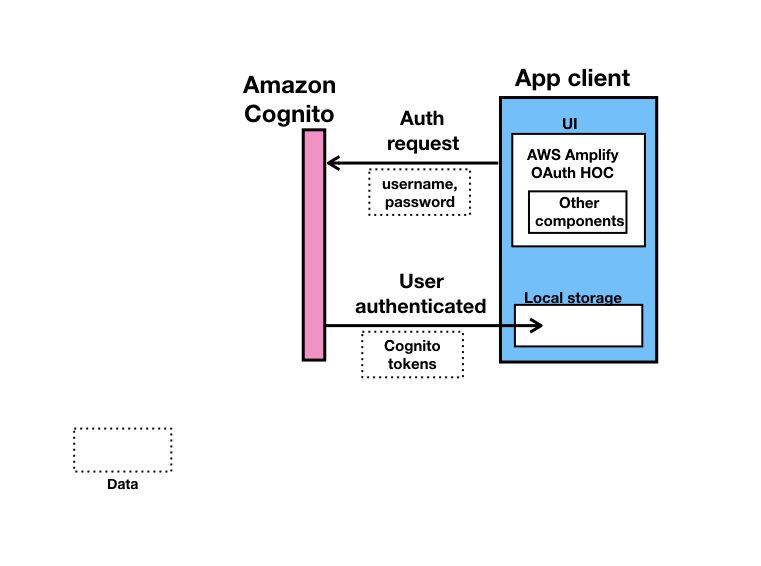 Amazon
Cognito
App client
Auth
request
username,
password
UI
AWS Amplify
OAuth HOC
Other
components
User
authenticated
Cognito
tokens
Local storage
Data